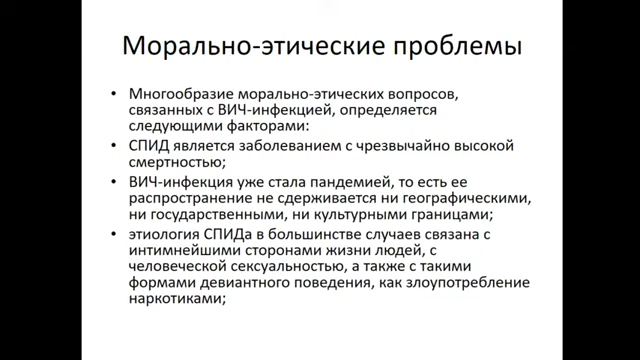 Морально-этические проблемы
• Многообразие морально-этических вопросов,
связанных с ВИЧ-инфекцией, определяется
следующими факторами:
• СПИД является заболеванием с чрезвычайно высокой
смертностью;
• ВИЧ-инфекция уже стала пандемией, то есть ее
распространение не сдерживается ни географическими,
ни государственными, ни культурными границами;
• этиология СПИДа в большинстве случаев связана с
интимнейшими сторонами жизни людей, с
человеческой сексуальностью, а также с такими
формами девиантного поведения, как злоупотребление
наркотиками;